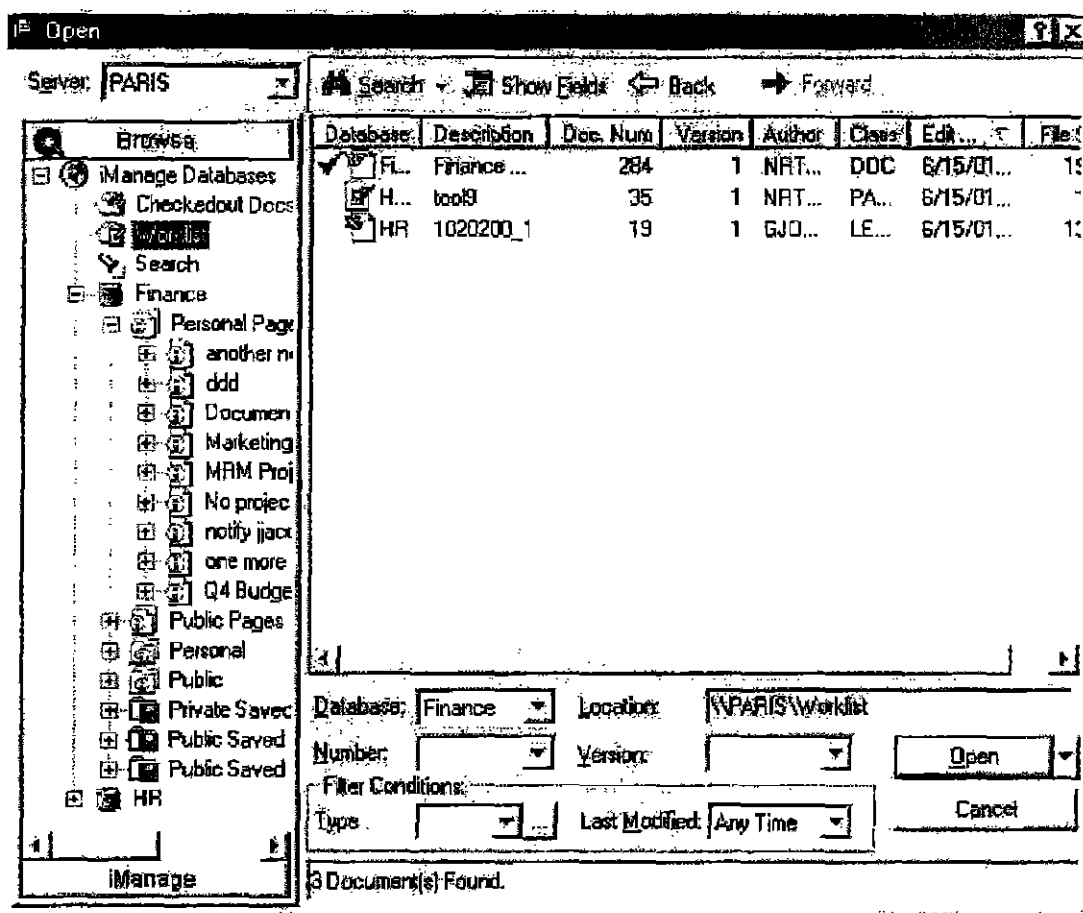 Open
Server: PARIS
Search Show Fields Back Forward
Browse
iManage Databases
Checkedout Docs
Worklist
Search
Finance
Personal Page
another n
ddd
Documen
Marketing
MRM Proj
No projec
notify jjack
one more
Q4 Budge
Public Pages
Personal
Public
Private Saved
Public Saved
Public Saved
HR
iManage
Database Description Doc. Num Version Author Class Edit ... File
FI... Finance ... 284 1 NRT... DOC 6/15/01...
H... tool9 35 1 NRT... PA... 6/15/01...
HR 1020200_1 19 1 GJO... LE... 6/15/01...
Database: Finance Location: \\PARIS\Worklist
Number: Version: Open
Filter Conditions:
Type Last Modified: Any Time Cancel
3 Document(s) Found.